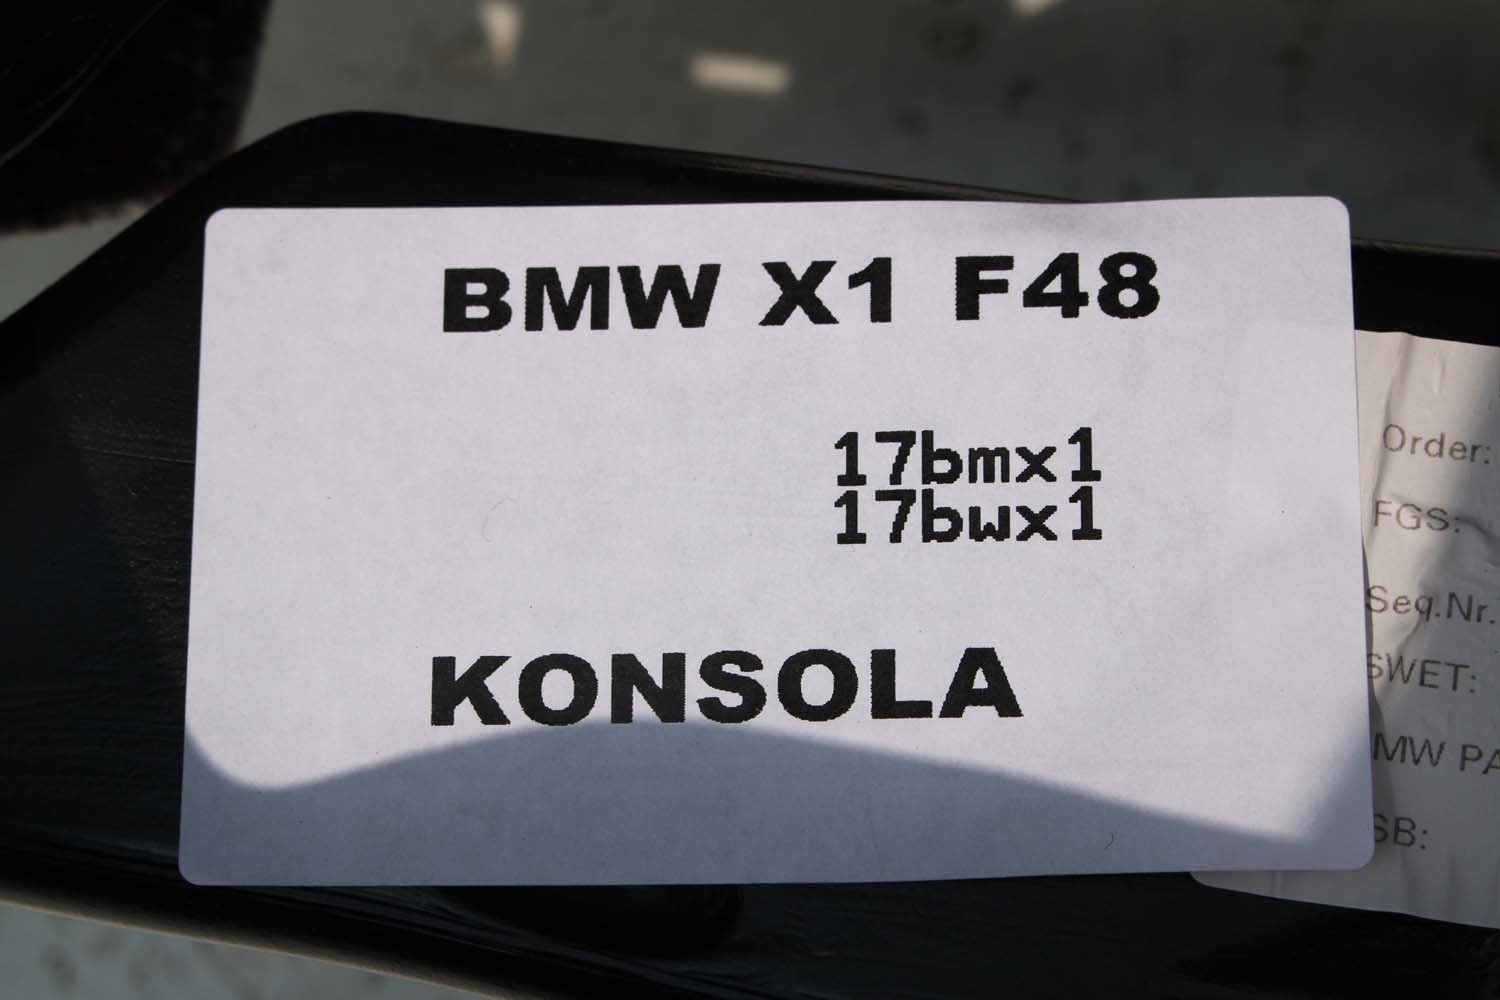 BMW X1 F48
17bmx1
17bwx1
KONSOLA
Order:
FGS:
Seq.Nr.
SWET:
MW PA
SB: